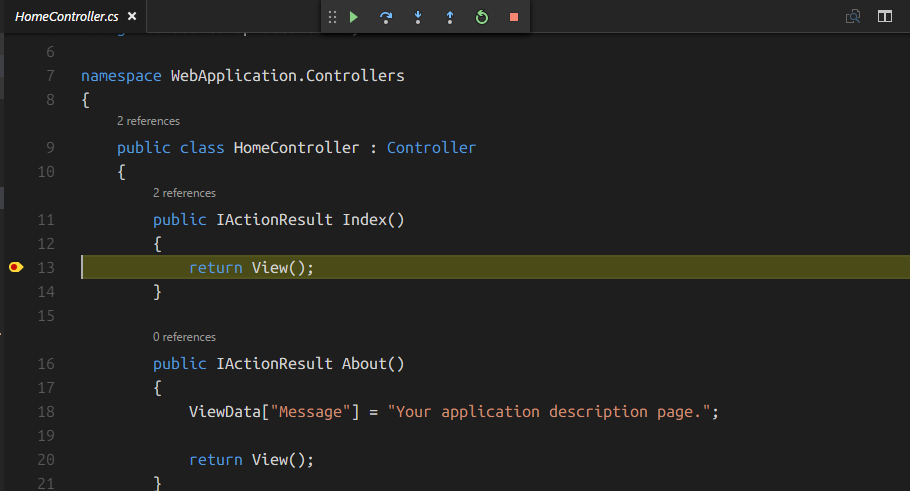 HomeController.cs
6
7 namespace WebApplication.Controllers
8 {
2 references
9 public class HomeController : Controller
10 {
2 references
11 public IActionResult Index()
12 {
13 return View();
14 }
15
0 references
16 public IActionResult About()
17 {
18 ViewData["Message"] = "Your application description page.";
19
20 return View();
21 }